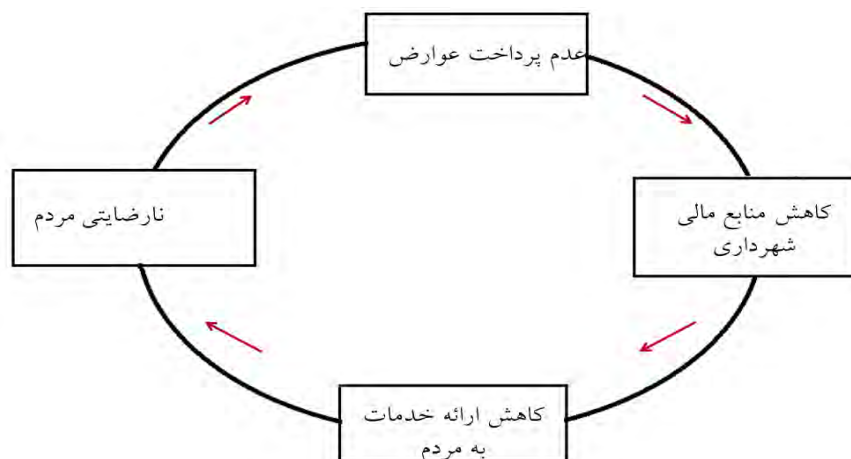 عدم پرداخت عوارض
کاهش منابع مالی
شهرداری
کاهش ارائه خدمات
به مردم
نارضایتی مردم